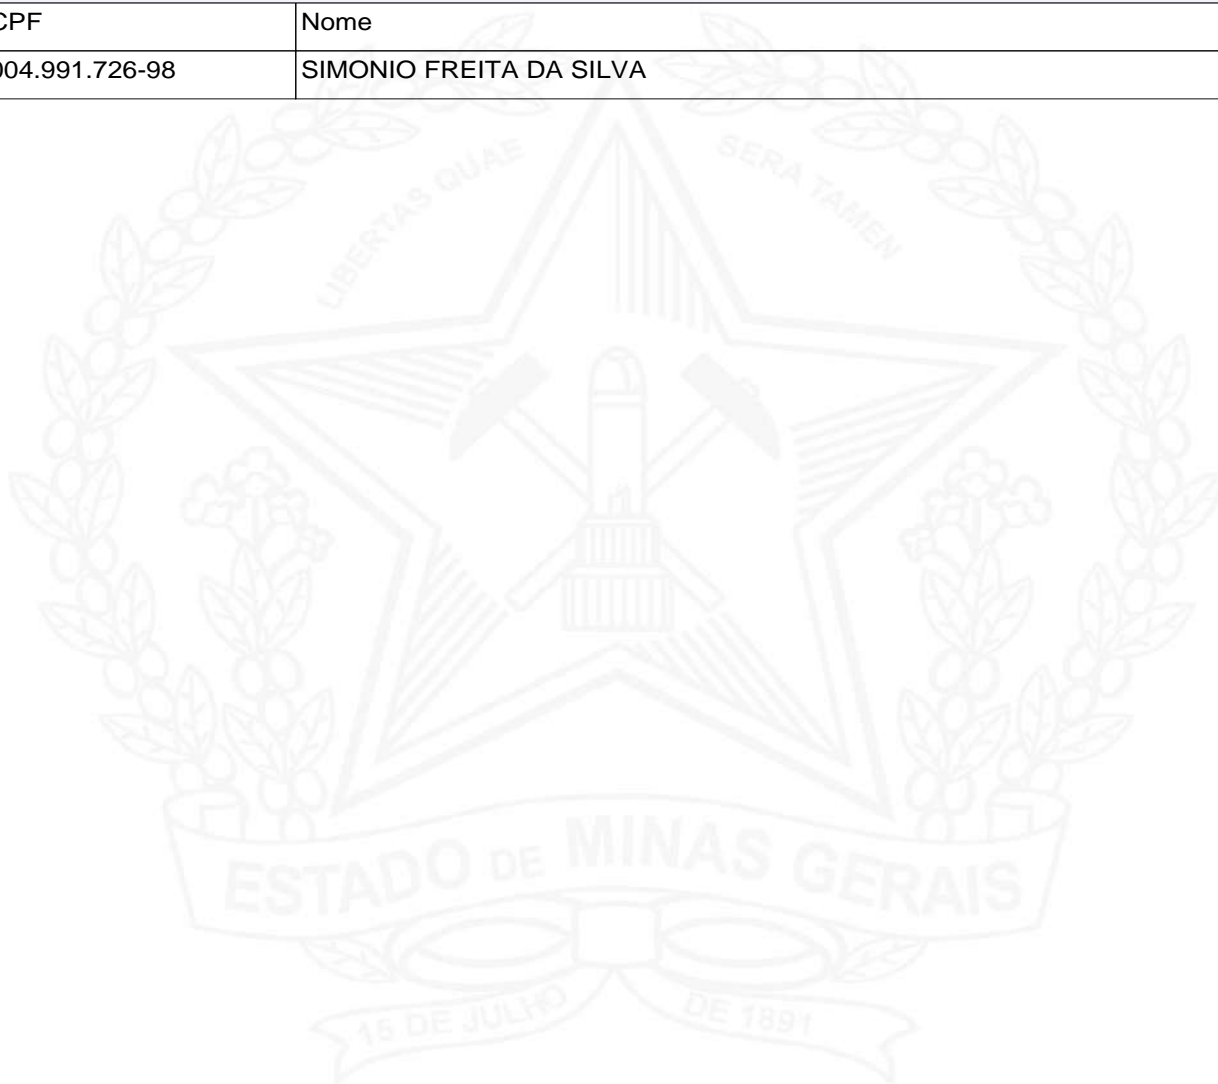 CPF Nome
004.991.726-98 SIMONIO FREITA DA SILVA
LIBERTAS QUAE SERA TAMEN
ESTADO DE MINAS GERAIS
15 DE JULHO DE 1891